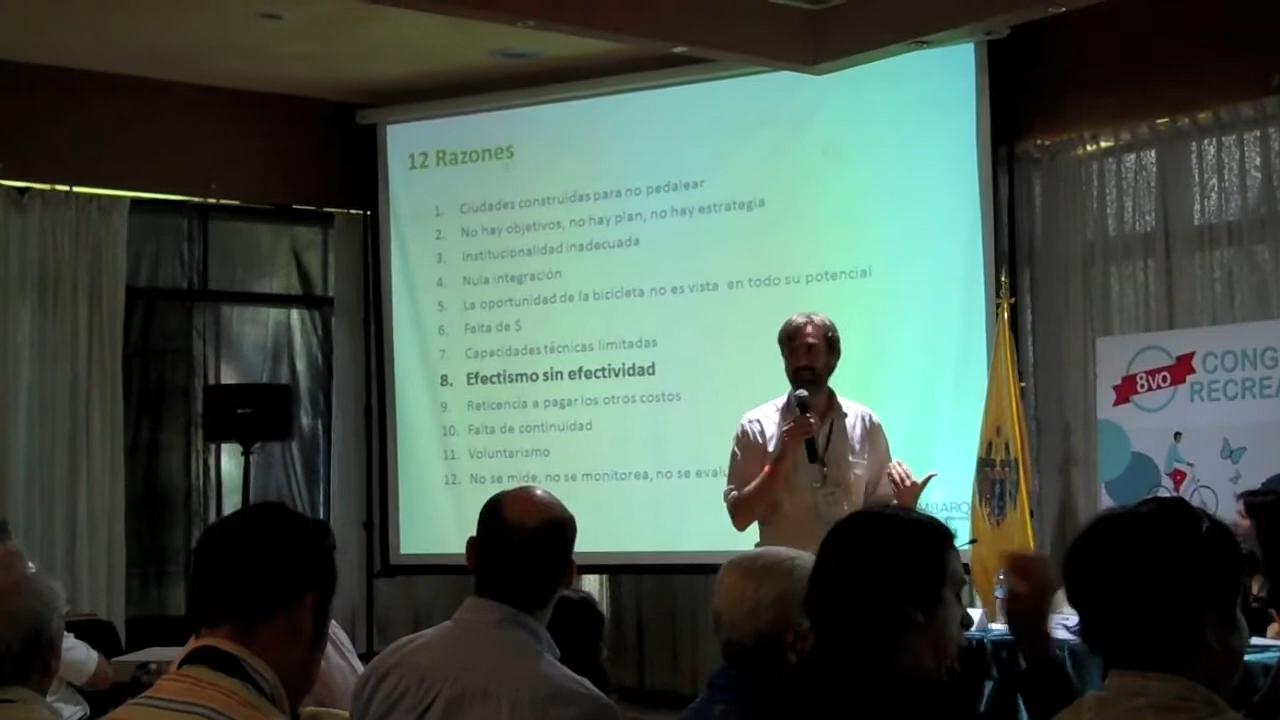 12 Razones
1. Ciudades construidas para no pedalear
2. No hay objetivos, no hay plan, no hay estrategia
3. Institucionalidad inadecuada
4. Nula integración
5. La oportunidad de la bicicleta no es vista en todo su potencial
6. Falta de $
7. Capacidades técnicas limitadas
8. Efectismo sin efectividad
9. Reticencia a pagar los otros costos
10. Falta de continuidad
11. Voluntarismo
12. No se mide, no se monitorea, no se evalu
MBARQ
8VO
CONG
RECREA